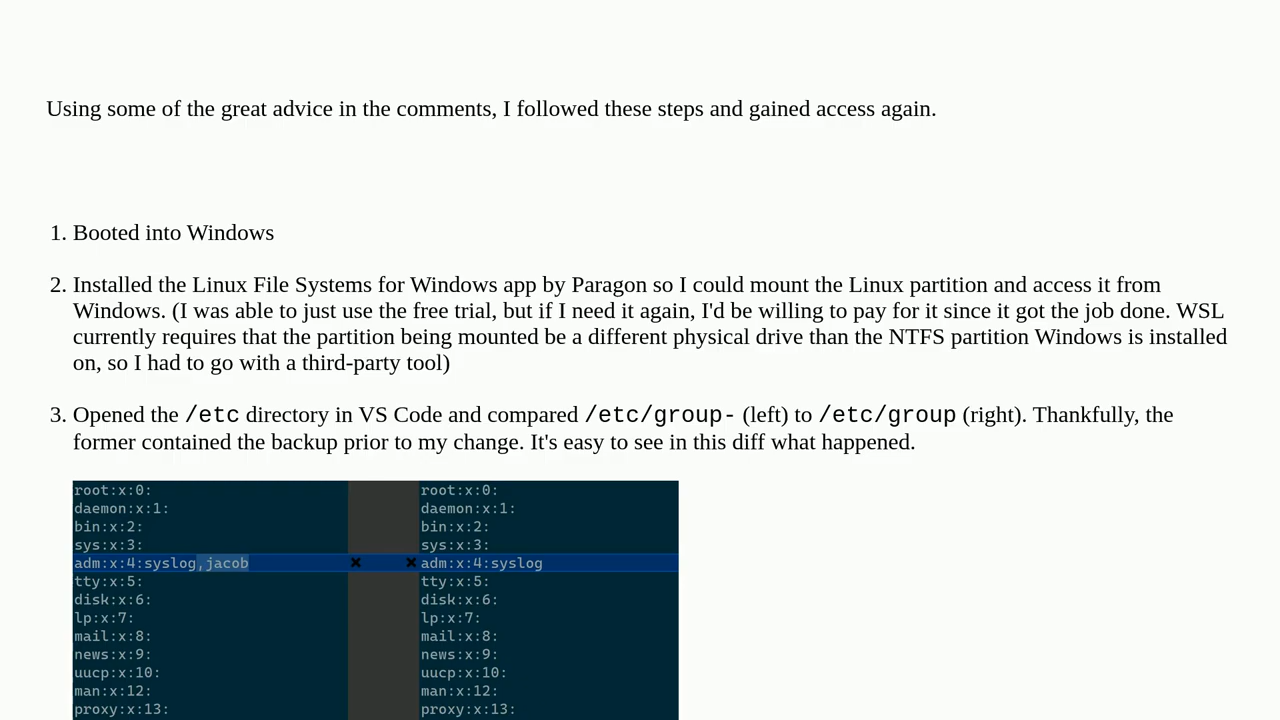 Using some of the great advice in the comments, I followed these steps and gained access again.
1. Booted into Windows
2. Installed the Linux File Systems for Windows app by Paragon so I could mount the Linux partition and access it from
Windows. (I was able to just use the free trial, but if I need it again, I'd be willing to pay for it since it got the job done. WSL
currently requires that the partition being mounted be a different physical drive than the NTFS partition Windows is installed
on, so I had to go with a third-party tool)
3. Opened the /etc directory in VS Code and compared /etc/group- (left) to /etc/group (right). Thankfully, the
former contained the backup prior to my change. It's easy to see in this diff what happened.
root:x:0: root:x:0:
daemon:x:1: daemon:x:1:
bin:x:2: bin:x:2:
sys:x:3: sys:x:3:
adm:x:4:syslog,jacob adm:x:4:syslog
tty:x:5: tty:x:5:
disk:x:6: disk:x:6:
lp:x:7: lp:x:7:
mail:x:8: mail:x:8:
news:x:9: news:x:9:
uucp:x:10: uucp:x:10:
man:x:12: man:x:12:
proxy:x:13: proxy:x:13: